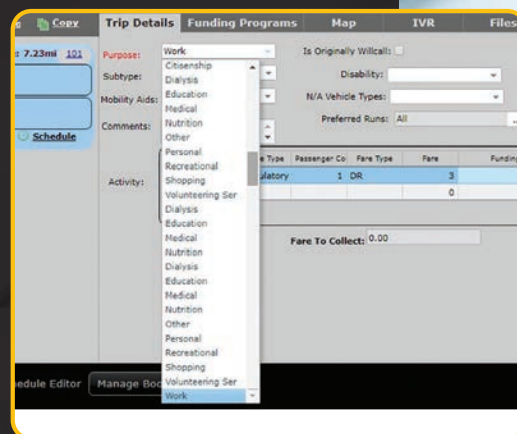 Copy
Trip Details
Funding Programs
Map
IVR
Files
7.23mi 101
Schedule
Purpose: Work
Is Originally Willcall:
Subtype:
Disability:
Mobility Aids:
N/A Vehicle Types:
Comments:
Preferred Runs: All
Citizenship
Dialysis
Education
Medical
Nutrition
Other
Personal
Recreational
Shopping
Volunteering Ser
Dialysis
Education
Medical
Nutrition
Dialysis
Education
Medical
Nutrition
Other
Personal
Recreational
Shopping
Volunteering Ser
Work
Activity:
e Type Passenger Co Fare Type Fare Funding
ulatory 1 DR 3
0
Fare To Collect: 0.00
edule Editor
Manage Boo